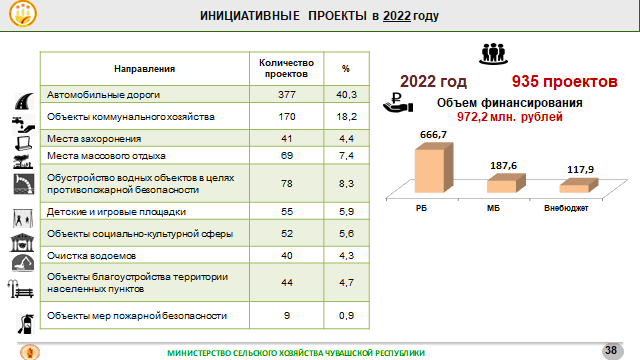 ИНИЦИАТИВНЫЕ ПРОЕКТЫ в 2022 году
Направления
Количество
проектов
%
Автомобильные дороги 377 40,3
Объекты коммунального хозяйства 170 18,2
Места захоронения 41 4,4
Места массового отдыха 69 7,4
Обустройство водных объектов в целях
противопожарной безопасности 78 8,3
Детские и игровые площадки 55 5,9
Объекты социально-культурной сферы 52 5,6
Очистка водоемов 40 4,3
Объекты благоустройства территории
населенных пунктов 44 4,7
Объекты мер пожарной безопасности 9 0,9
2022 год 935 проектов
Объем финансирования
972,2 млн. рублей
666,7
187,6
117,9
РБ МБ Внебюджет
МИНИСТЕРСТВО СЕЛЬСКОГО ХОЗЯЙСТВА ЧУВАШСКОЙ РЕСПУБЛИКИ
38